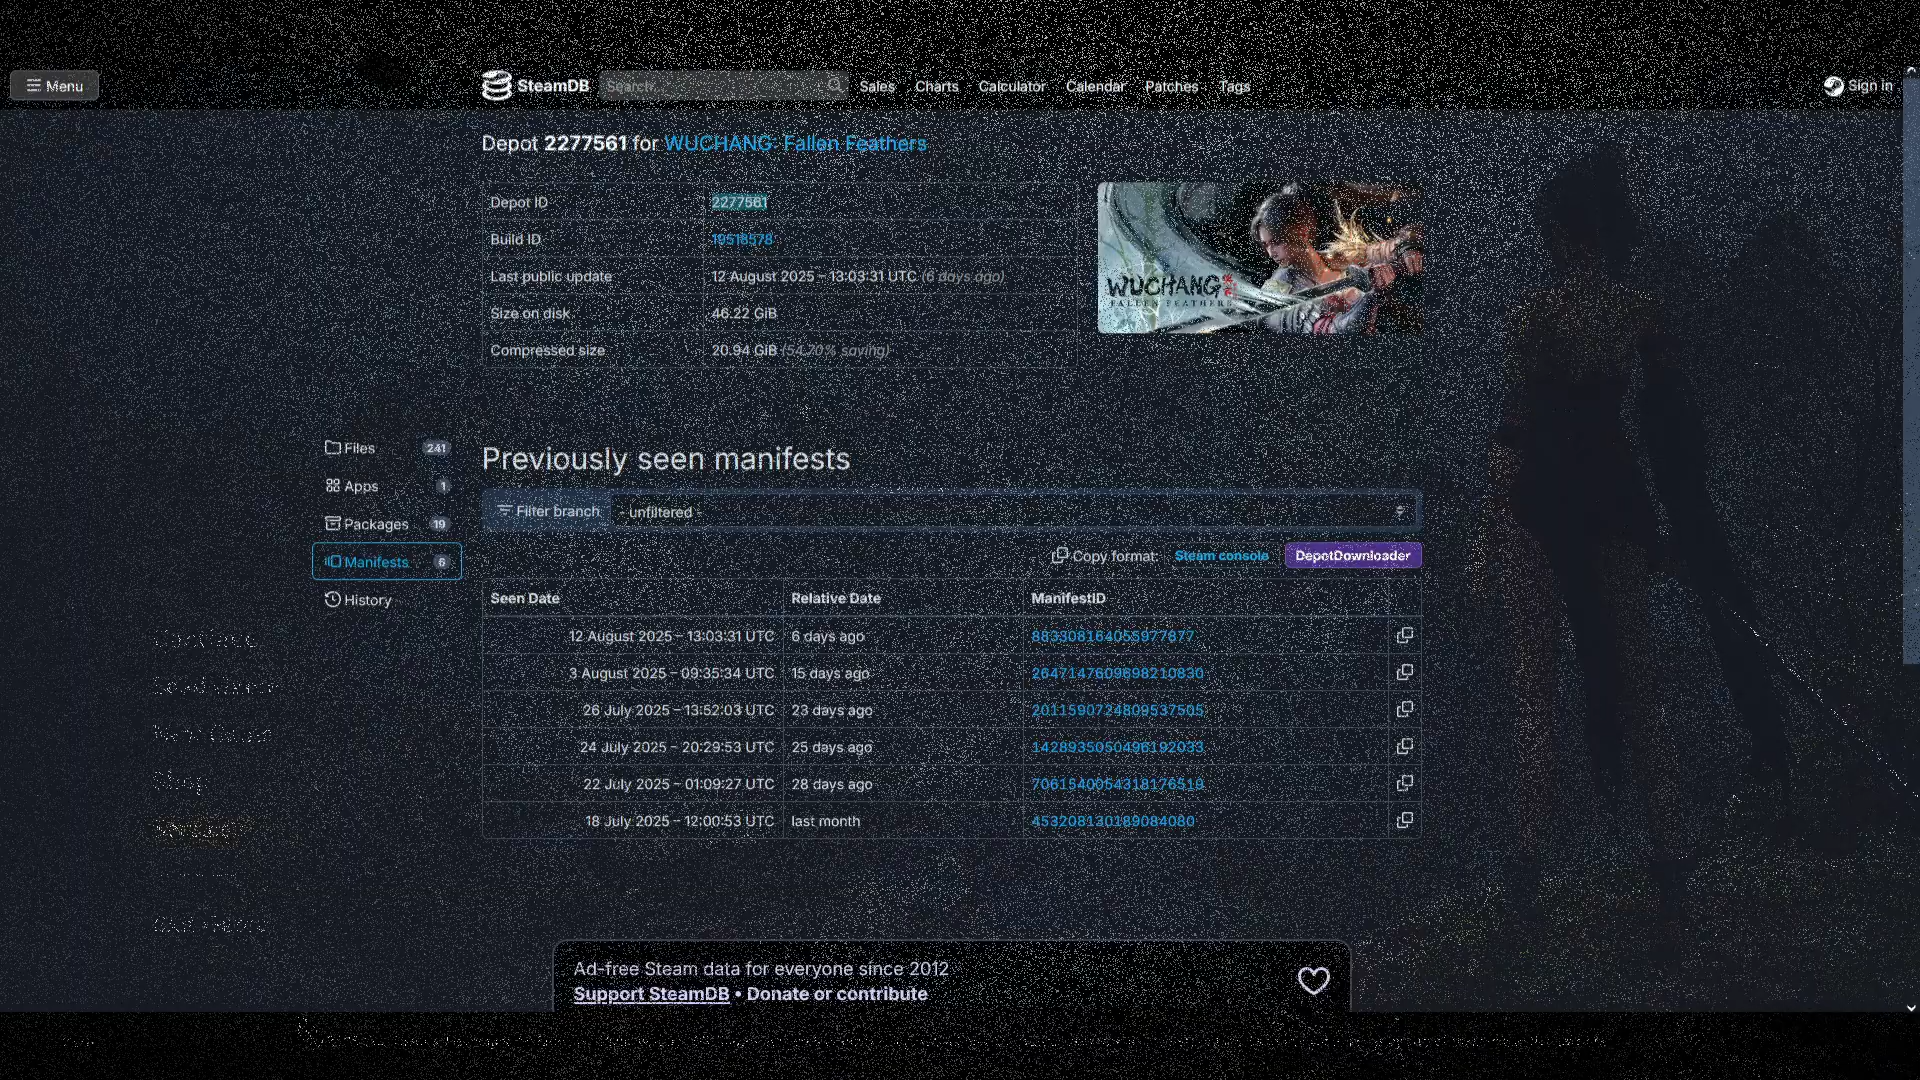 Menu
SteamDB
Search...
Sales
Charts
Calculator
Calendar
Patches
Tags
Sign in
Depot 2277561 for WUCHANG: Fallen Feathers
Depot ID 2277561
Build ID 19518578
Last public update 12 August 2025 – 13:03:31 UTC (6 days ago)
Size on disk 46.22 GiB
Compressed size 20.94 GiB (54.70% saving)
WUCHANG
FALLEN FEATHERS
Files 241
Apps 1
Packages 19
Manifests 6
History
Previously seen manifests
Filter branch - unfiltered -
Copy format: Steam console DepotDownloader
Seen Date Relative Date ManifestID
12 August 2025 – 13:03:31 UTC 6 days ago 883308164055977877
3 August 2025 – 09:35:34 UTC 15 days ago 2647147609698210830
26 July 2025 – 13:52:03 UTC 23 days ago 2011590724809537505
24 July 2025 – 20:29:53 UTC 25 days ago 1428935050496192033
22 July 2025 – 01:09:27 UTC 28 days ago 7061540054318176519
18 July 2025 – 12:00:53 UTC last month 453208130189084080
Ad-free Steam data for everyone since 2012
Support SteamDB • Donate or contribute